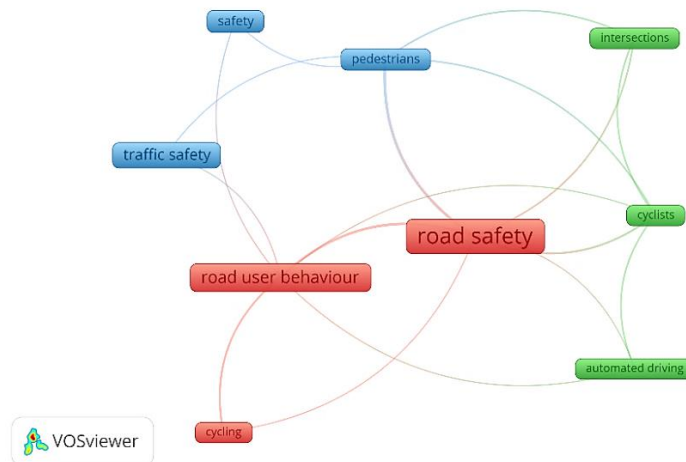 safety
intersections
pedestrians
traffic safety
cyclists
road safety
road user behaviour
automated driving
cycling
VOSviewer